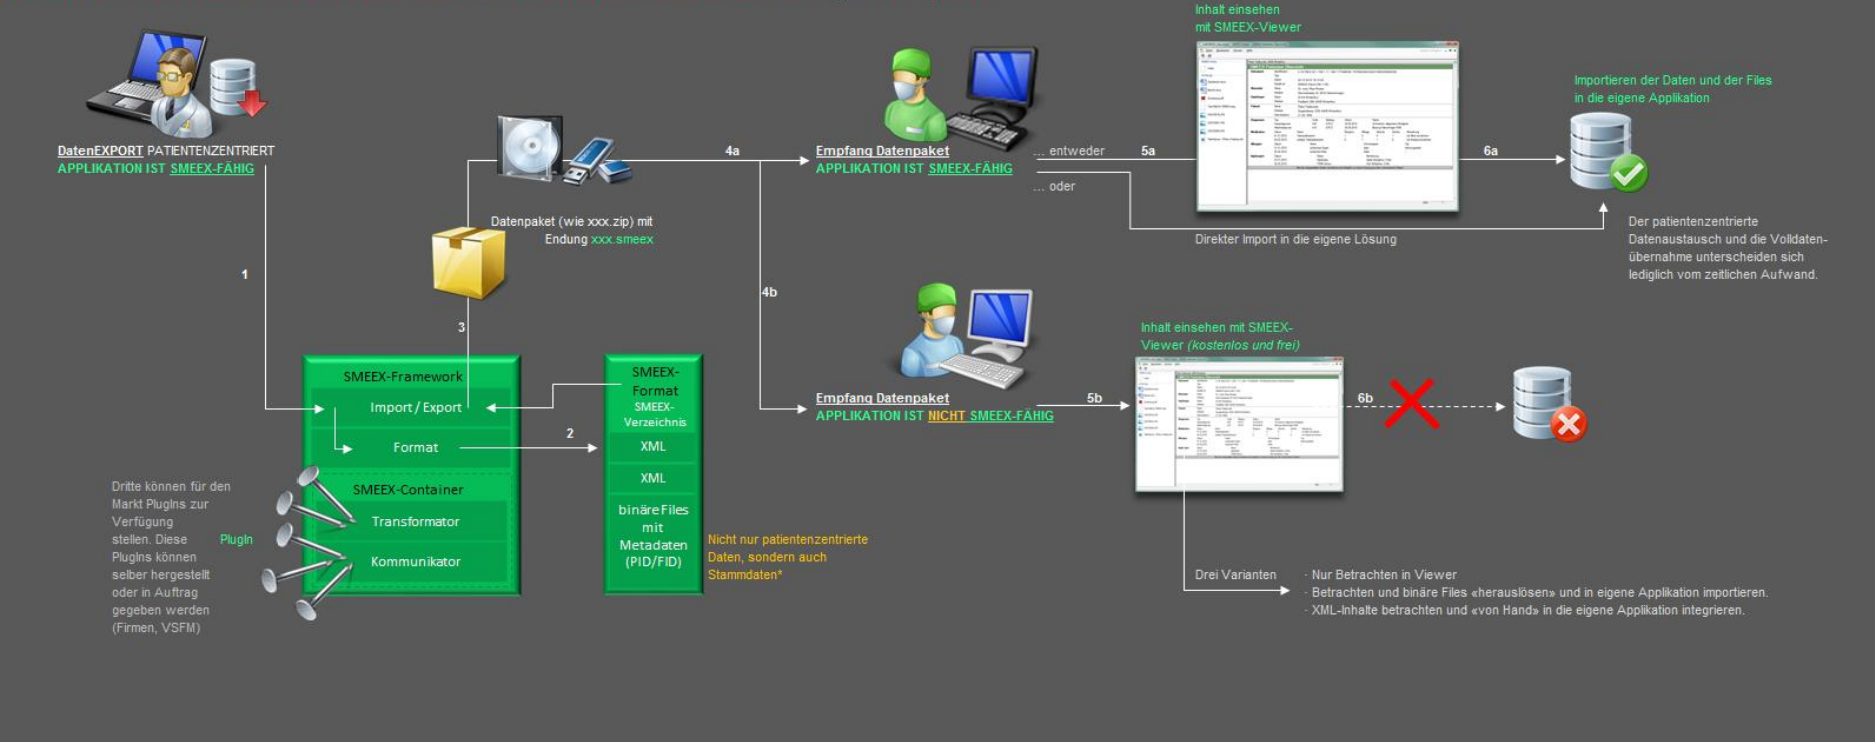 Inhalt einsehen
mit SMEEX-Viewer
Importieren der Daten und der Files
in die eigene Applikation
DatenEXPORT PATIENTENZENTRIERT
APPLIKATION IST SMEEX-FÄHIG
4a
Empfang Datenpaket
APPLIKATION IST SMEEX-FÄHIG
... entweder
... oder
5a
6a
Datenpaket (wie xxx.zip) mit
Endung xxx.smeex
Direkter Import in die eigene Lösung
Der patientenzentrierte
Datenaustausch und die Volldaten-
übernahme unterscheiden sich
lediglich vom zeitlichen Aufwand.
1
3
4b
Inhalt einsehen mit SMEEX-
Viewer (kostenlos und frei)
Empfang Datenpaket
APPLIKATION IST NICHT SMEEX-FÄHIG
5b
6b
SMEEX-Framework
Import / Export
Format
2
SMEEX-Container
Transformator
Kommunikator
SMEEX-
Format
SMEEX-
Verzeichnis
XML
XML
binäre Files
mit
Metadaten
(PID/FID)
Dritte können für den
Markt PlugIns zur
Verfügung
stellen. Diese
PlugIns können
selber hergestellt
oder in Auftrag
gegeben werden
(Firmen, VSFM)
PlugIn
Nicht nur patientenzentrierte
Daten, sondern auch
Stammdaten*
Drei Varianten
- Nur Betrachten in Viewer
- Betrachten und binäre Files «herauslösen» und in eigene Applikation importieren.
- XML-Inhalte betrachten und «von Hand» in die eigene Applikation integrieren.